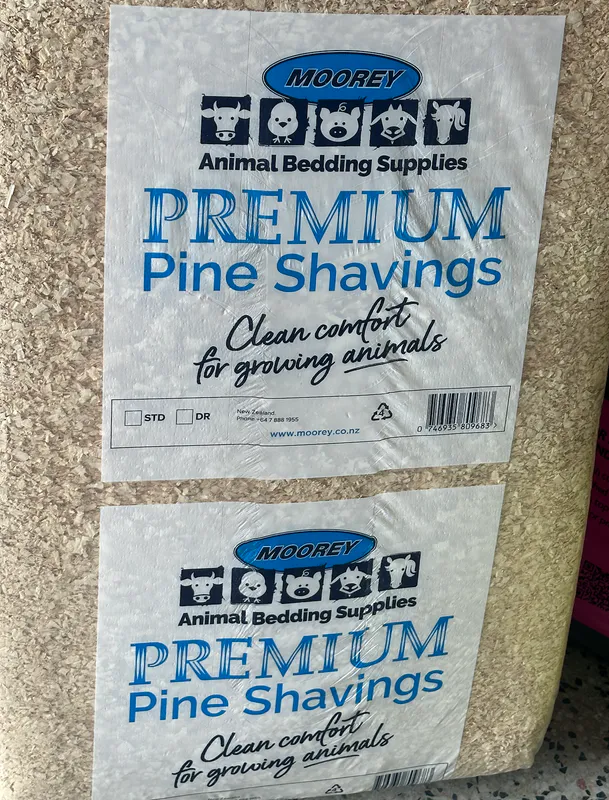 MOOREY
Animal Bedding Supplies
PREMIUM
Pine Shavings
Clean comfort
for growing animals
STD
DR
New Zealand
Phone +64 7 888 1955
www.moorey.co.nz
4
0 746935 809683 >
MOOREY
Animal Bedding Supplies
PREMIUM
Pine Shavings
Clean comfort
for growing animals